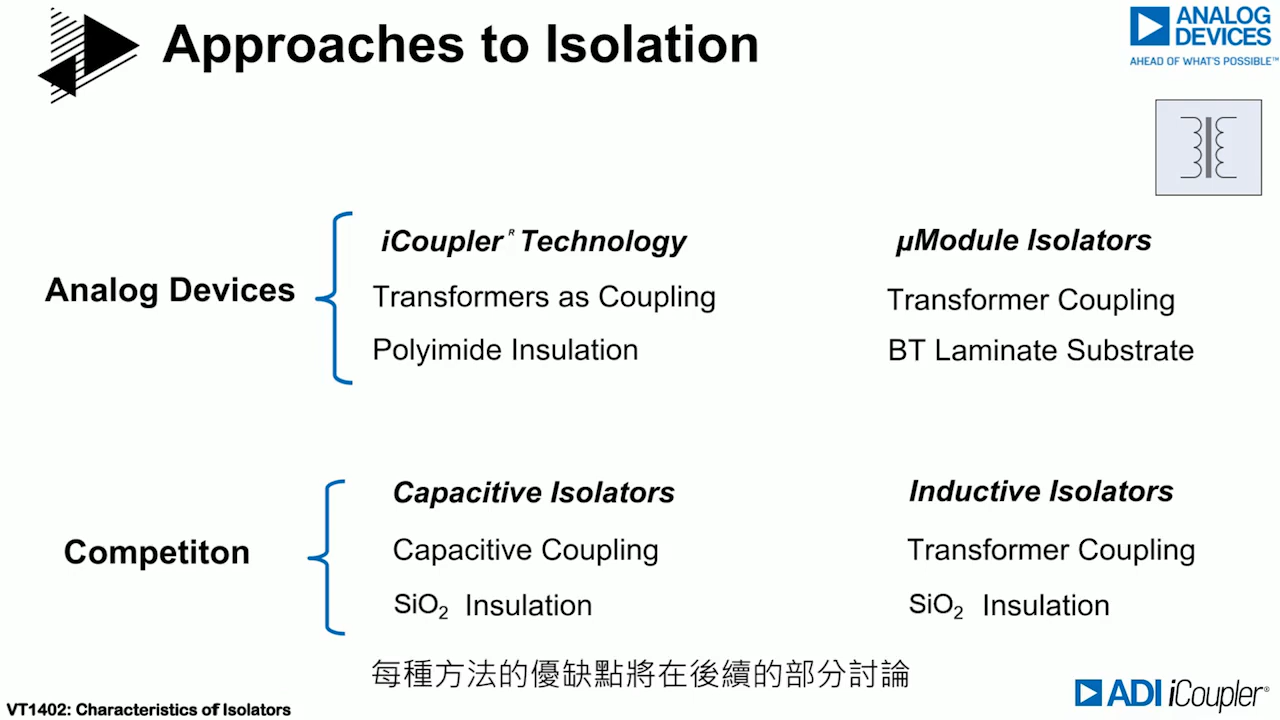 Approaches to Isolation
ANALOG
DEVICES
AHEAD OF WHAT'S POSSIBLE™
Analog Devices
iCoupler R Technology
Transformers as Coupling
Polyimide Insulation
µModule Isolators
Transformer Coupling
BT Laminate Substrate
Competiton
Capacitive Isolators
Capacitive Coupling
SiO2 Insulation
Inductive Isolators
Transformer Coupling
SiO2 Insulation
每種方法的優缺點將在後續的部分討論
VT1402: Characteristics of Isolators
ADI iCoupler®